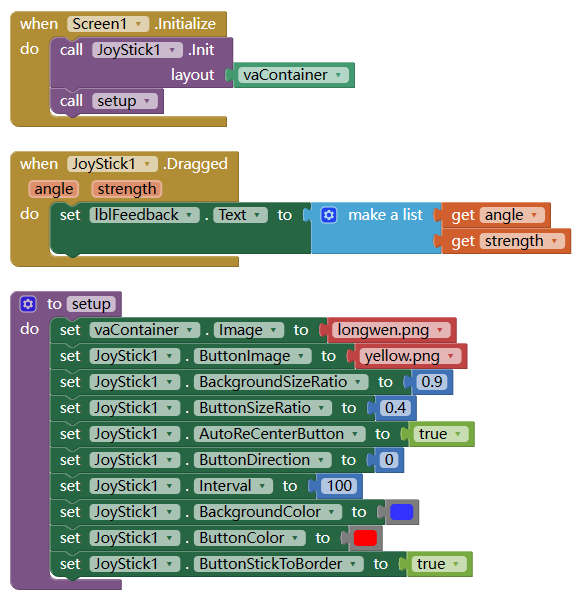 when Screen1 .Initialize
do call JoyStick1 .Init
layout vaContainer
call setup
when JoyStick1 .Dragged
angle strength
do set lblFeedback . Text to make a list get angle
get strength
to setup
do set vaContainer . Image to longwen.png
set JoyStick1 . ButtonImage to yellow.png
set JoyStick1 . BackgroundSizeRatio to 0.9
set JoyStick1 . ButtonSizeRatio to 0.4
set JoyStick1 . AutoReCenterButton to true
set JoyStick1 . ButtonDirection to 0
set JoyStick1 . Interval to 100
set JoyStick1 . BackgroundColor to
set JoyStick1 . ButtonColor to
set JoyStick1 . ButtonStickToBorder to true